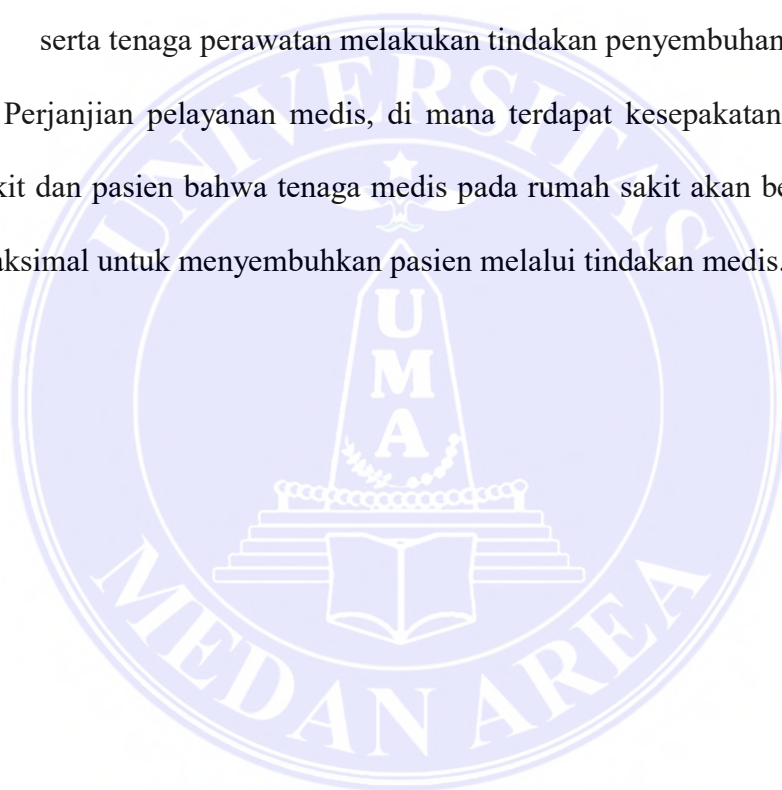 serta tenaga perawatan melakukan tindakan penyembuhan
Perjanjian pelayanan medis, di mana terdapat kesepakatan
kit dan pasien bahwa tenaga medis pada rumah sakit akan be
aksimal untuk menyembuhkan pasien melalui tindakan medis.
UNIVERSITAS
U
M
A
MEDAN AREA